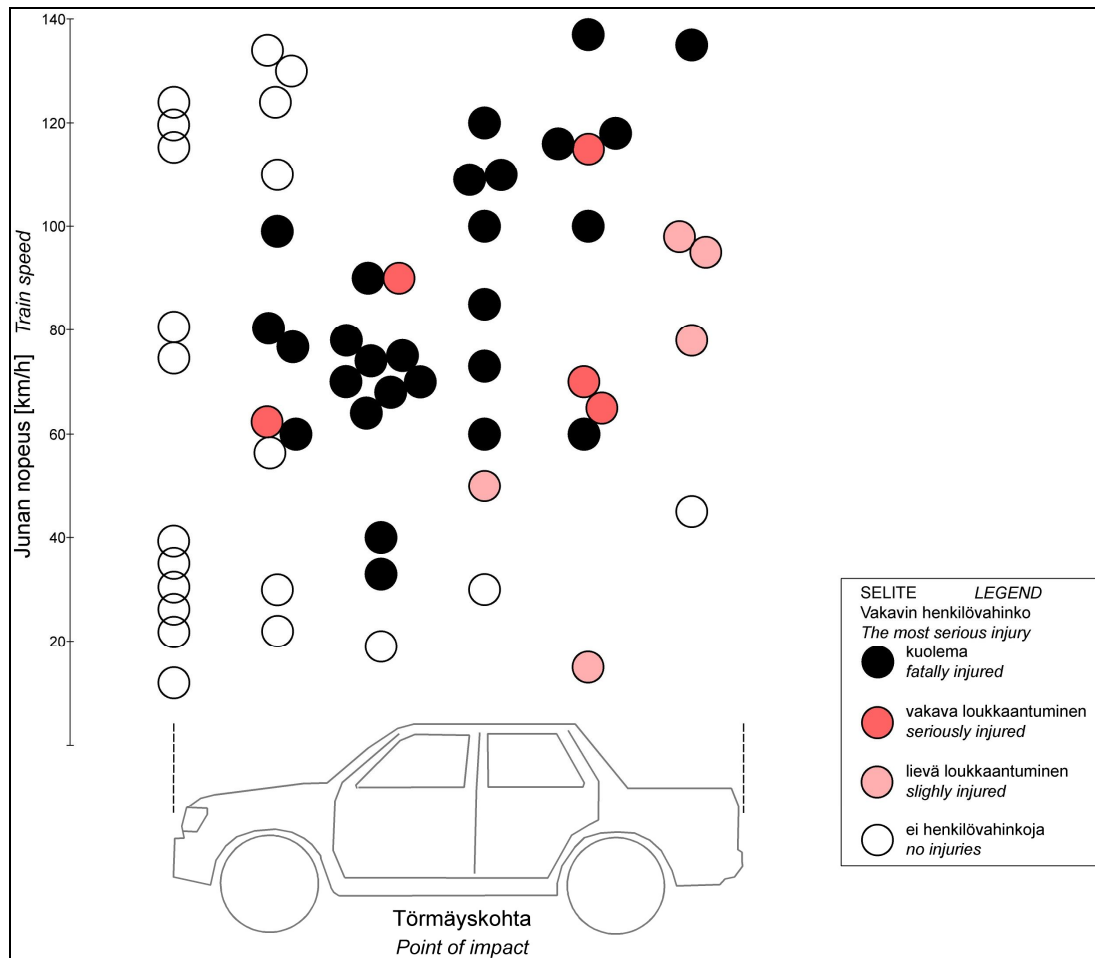 140
120
100
80
60
40
20
Junan nopeus [km/h] Train speed
SELITE LEGEND
Vakavin henkilövahinko
The most serious injury
kuolema
fatally injured
vakava loukkaantuminen
seriously injured
lievä loukkaantuminen
slighly injured
ei henkilövahinkoja
no injuries
Törmäyskohta
Point of impact